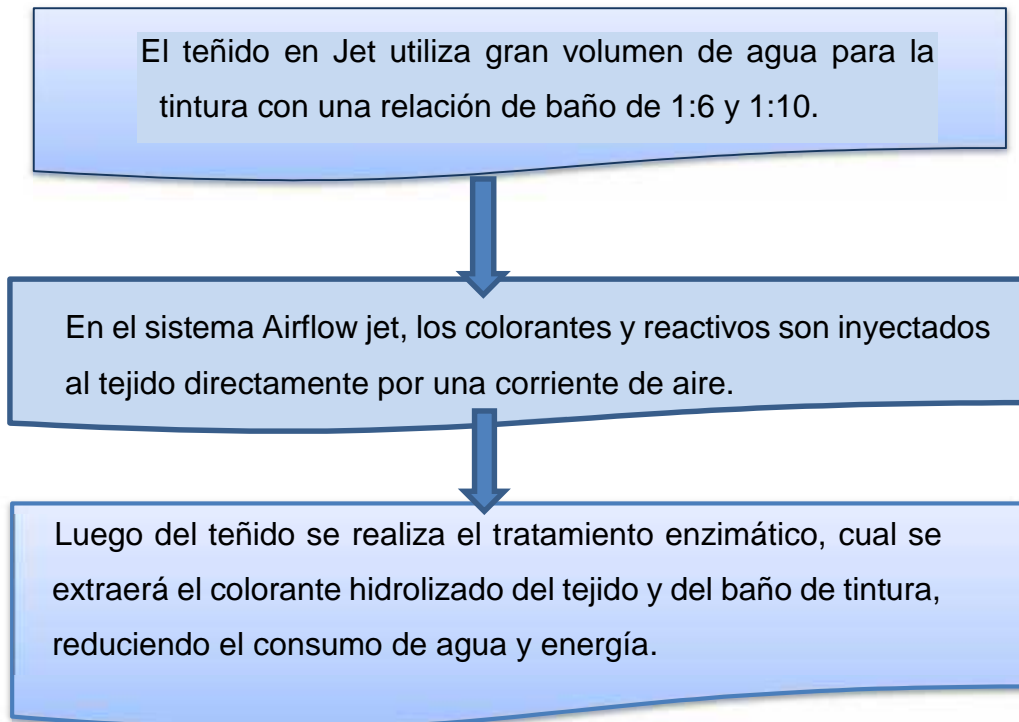 El teñido en Jet utiliza gran volumen de agua para la
tintura con una relación de baño de 1:6 y 1:10.
En el sistema Airflow jet, los colorantes y reactivos son inyectados
al tejido directamente por una corriente de aire.
Luego del teñido se realiza el tratamiento enzimático, cual se
extraerá el colorante hidrolizado del tejido y del baño de tintura,
reduciendo el consumo de agua y energía.